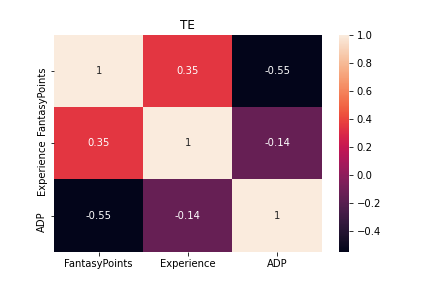 TE
FantasyPoints
Experience
ADP
1 0.35 -0.55
0.35 1 -0.14
-0.55 -0.14 1
FantasyPoints Experience ADP
1.0
0.8
0.6
0.4
0.2
0.0
−0.2
−0.4